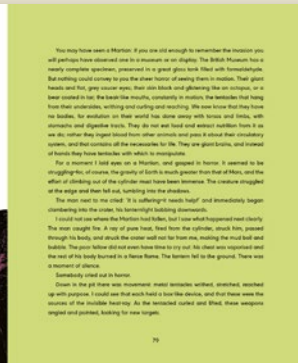 You may have seen a Martian. If you are old enough to remember the invasion you
will perhaps have observed one in a museum or on display. The British Museum has a
nearly complete specimen, preserved in a great glass tank filled with formaldehyde.
But nothing could convey to you the sheer horror of seeing them in motion. Their giant
heads and flat, grey saucer eyes; their skin black and glistening like an octopus, or a
bear coated in tar; the beak-like mouths, constantly in motion; the tentacles that hang
from their undersides, writhing and curling and reaching. We now know that they have
no bodies, for evolution on their world has done away with torsos and limbs, with
stomachs and digestive tracts. They do not eat food and extract nutrition from it as
we do; rather they ingest blood from other animals and pass it about their circulatory
system, and that contains all the necessaries for life. They are giant brains, and instead
of hands they have tentacles with which to manipulate.
For a moment I laid eyes on a Martian, and gasped in horror. It seemed to be
struggling–for, of course, the gravity of Earth is much greater than that of Mars, and the
effort of climbing out of the cylinder must have been immense. The creature struggled
at the edge and then fell out, tumbling into the shadows.
The man next to me cried: 'It is suffering–it needs help!' and immediately began
clambering into the crater, his lantern-light bobbing downwards.
I could not see where the Martian had fallen, but I saw what happened next clearly.
The man caught fire. A ray of pure heat, fired from the cylinder, struck him, passed
through his body, and struck the crater wall not far from me, making the mud boil and
bubble. The poor fellow did not even have time to cry out: his chest was vaporised and
the rest of his body burned in a fierce flame. The lantern fell to the ground. There was
a moment of silence.
Somebody cried out in horror.
Down in the pit there was movement: metal tentacles writhed, stretched, reached
up with purpose. I could see that each held a box-like device, and that these were the
sources of the invisible heat-ray. As the tentacled curled and lifted, these weapons
angled and pointed, looking for new targets.
79